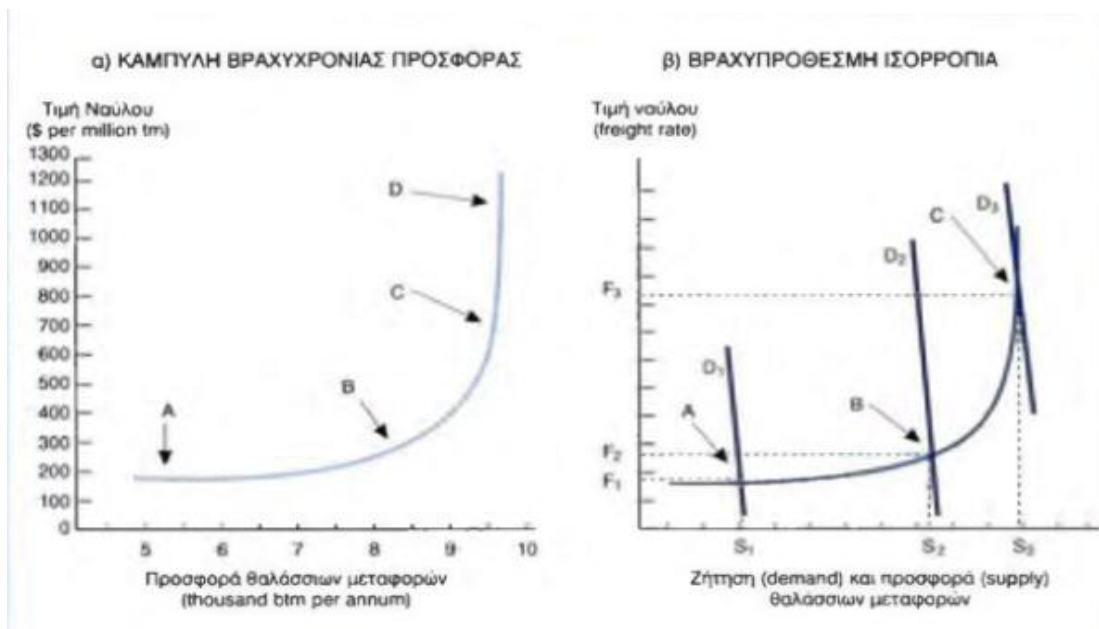 α) ΚΑΜΠΥΛΗ ΒΡΑΧΥΧΡΟΝΙΑΣ ΠΡΟΣΦΟΡΑΣ
Τιμή Ναύλου
($ per million tm)
1300
1200
1100
1000
900
800
700
600
500
400
300
200
100
0
D
C
B
A
5 6 7 8 9 10
Προσφορά θαλάσσιων μεταφορών
(thousand btm per annum)
β) ΒΡΑΧΥΠΡΟΘΕΣΜΗ ΙΣΟΡΡΟΠΙΑ
Τιμή ναύλου
(freight rate)
D₃
C
D₂
F₃
D₁
A
B
F₂
F₁
S₁ S₂ S₃
Ζήττηση (demand) και προσφορά (supply)
θαλάσσιων μεταφορών